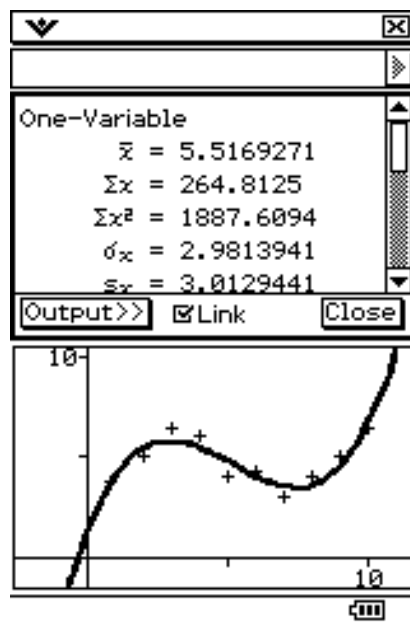 One-Variable
x̄ = 5.5169271
Σx = 264.8125
Σx² = 1887.6094
σx = 2.9813941
sx = 3.0129441
Output>> Link Close
10
10